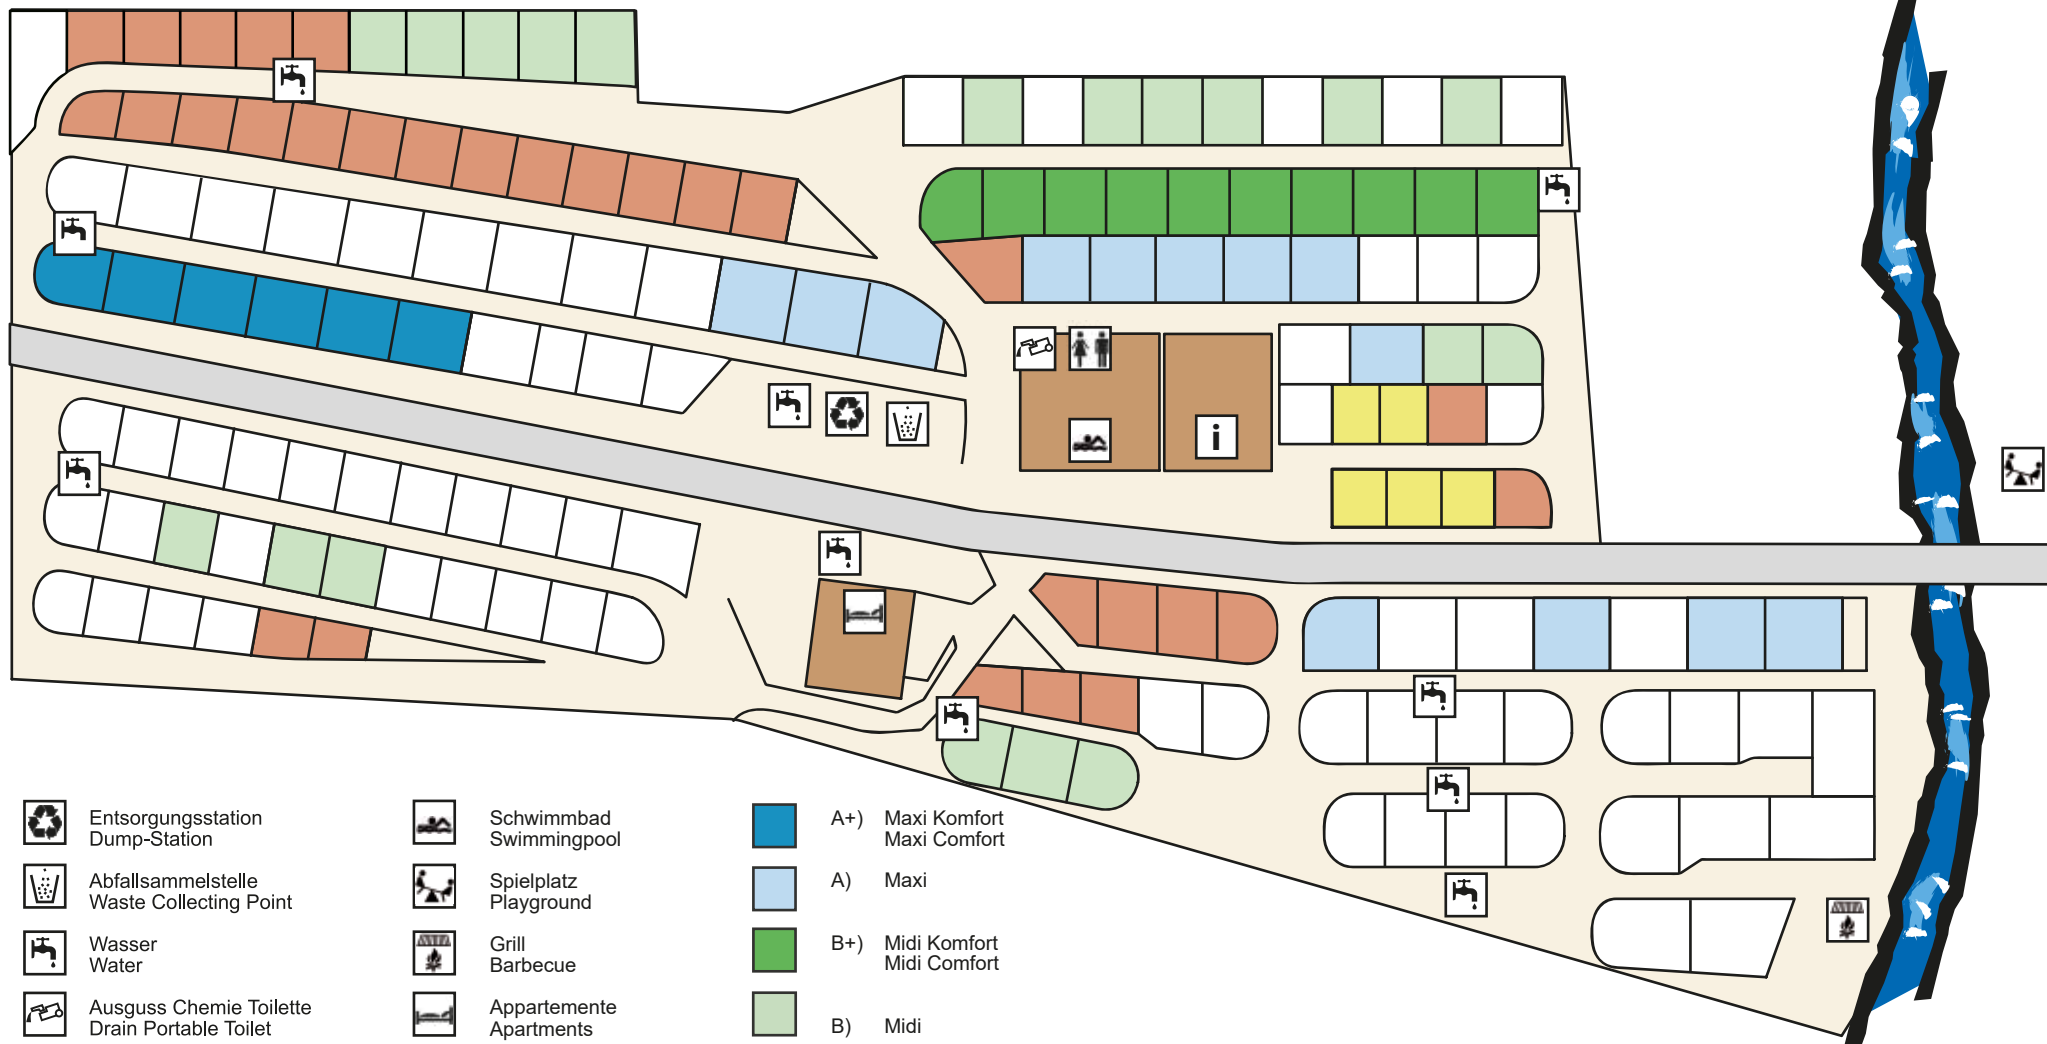 i
Entsorgungsstation
Dump-Station
Abfallsammelstelle
Waste Collecting Point
Wasser
Water
Ausguss Chemie Toilette
Drain Portable Toilet
Schwimmbad
Swimmingpool
Spielplatz
Playground
Grill
Barbecue
Appartemente
Apartments
A+) Maxi Komfort
Maxi Comfort
A) Maxi
B+) Midi Komfort
Midi Comfort
B) Midi